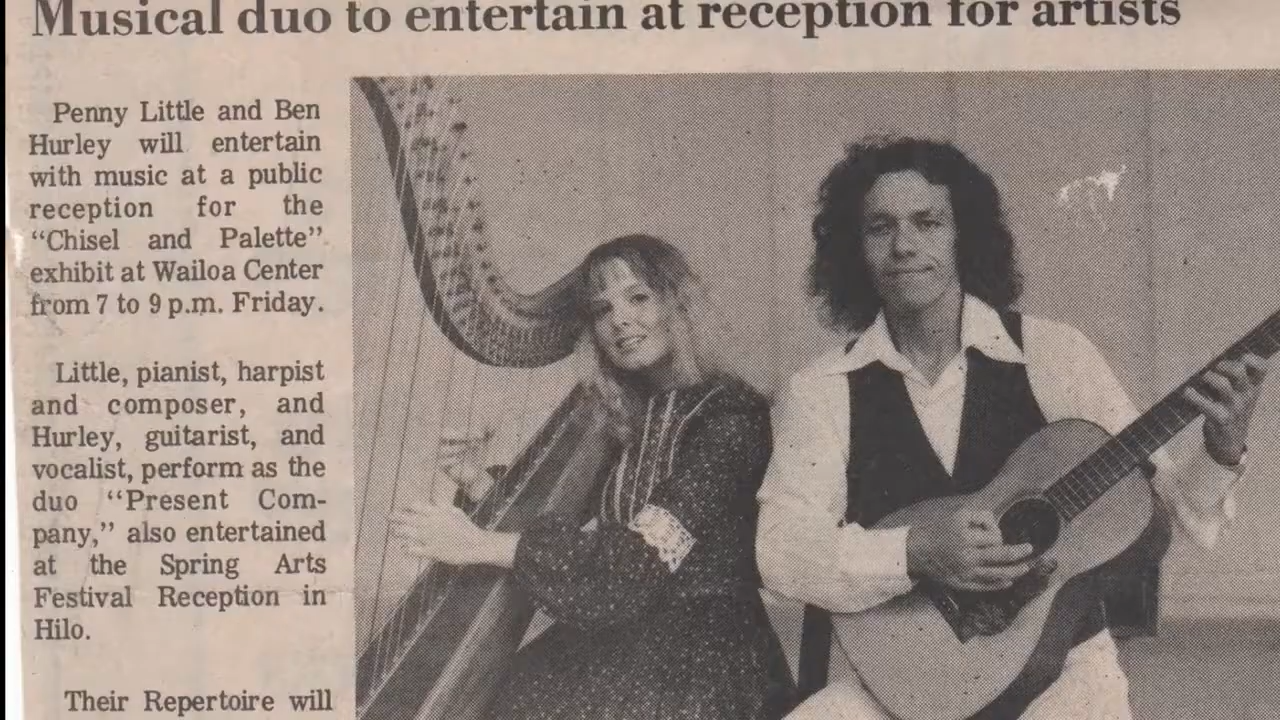 Musical duo to entertain at reception for artists
Penny Little and Ben
Hurley will entertain
with music at a public
reception for the
“Chisel and Palette”
exhibit at Wailoa Center
from 7 to 9 p.m. Friday.
Little, pianist, harpist
and composer, and
Hurley, guitarist, and
vocalist, perform as the
duo “Present Com-
pany,” also entertained
at the Spring Arts
Festival Reception in
Hilo.
Their Repertoire will